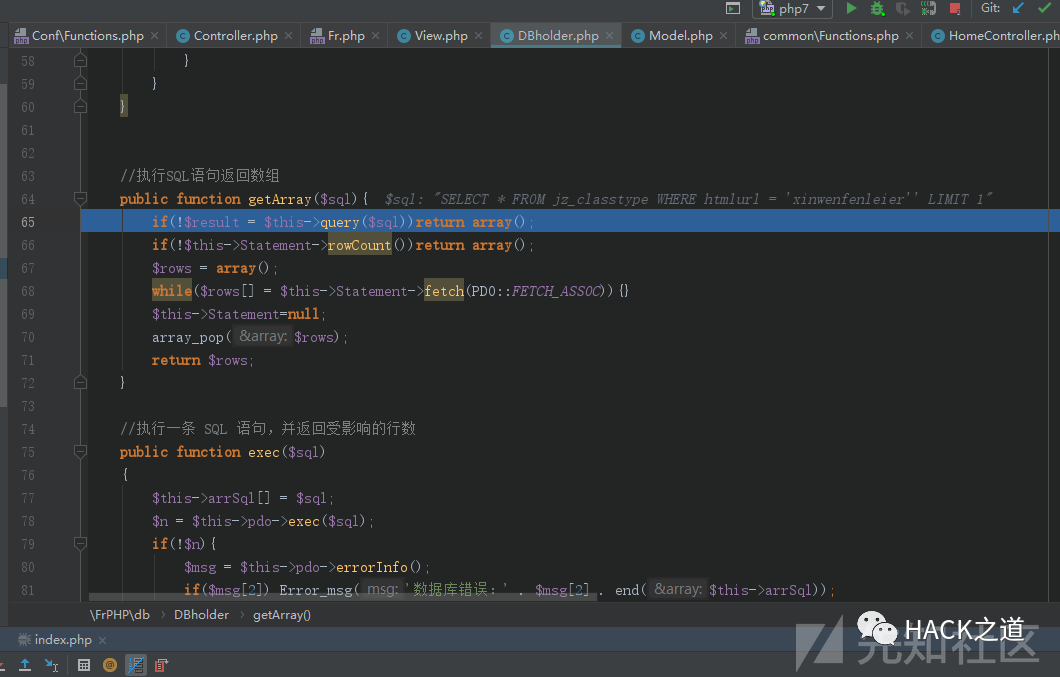 php7 Git:
Conf\Functions.php Controller.php Fr.php View.php DBholder.php Model.php common\Functions.php HomeController.ph
58 }
59 }
60 }
61
62
63 //执行SQL语句返回数组
64 public function getArray($sql){ $sql: "SELECT * FROM jz_classtype WHERE htmlurl = 'xinwenfenleier'' LIMIT 1"
65 if(!$result = $this->query($sql))return array();
66 if(!$this->Statement->rowCount())return array();
67 $rows = array();
68 while($rows[] = $this->Statement->fetch(PDO::FETCH_ASSOC)){}
69 $this->Statement=null;
70 array_pop( &array: $rows);
71 return $rows;
72 }
73
74 //执行一条 SQL 语句,并返回受影响的行数
75 public function exec($sql)
76 {
77 $this->arrSql[] = $sql;
78 $n = $this->pdo->exec($sql);
79 if(!$n){
80 $msg = $this->pdo->errorInfo();
81 if($msg[2]) Error_msg( msg: '数据库错误:' . $msg[2] . end( &array: $this->arrSql));
\FrPHP\db › DBholder › getArray()
HACK之道
先知社区
index.php